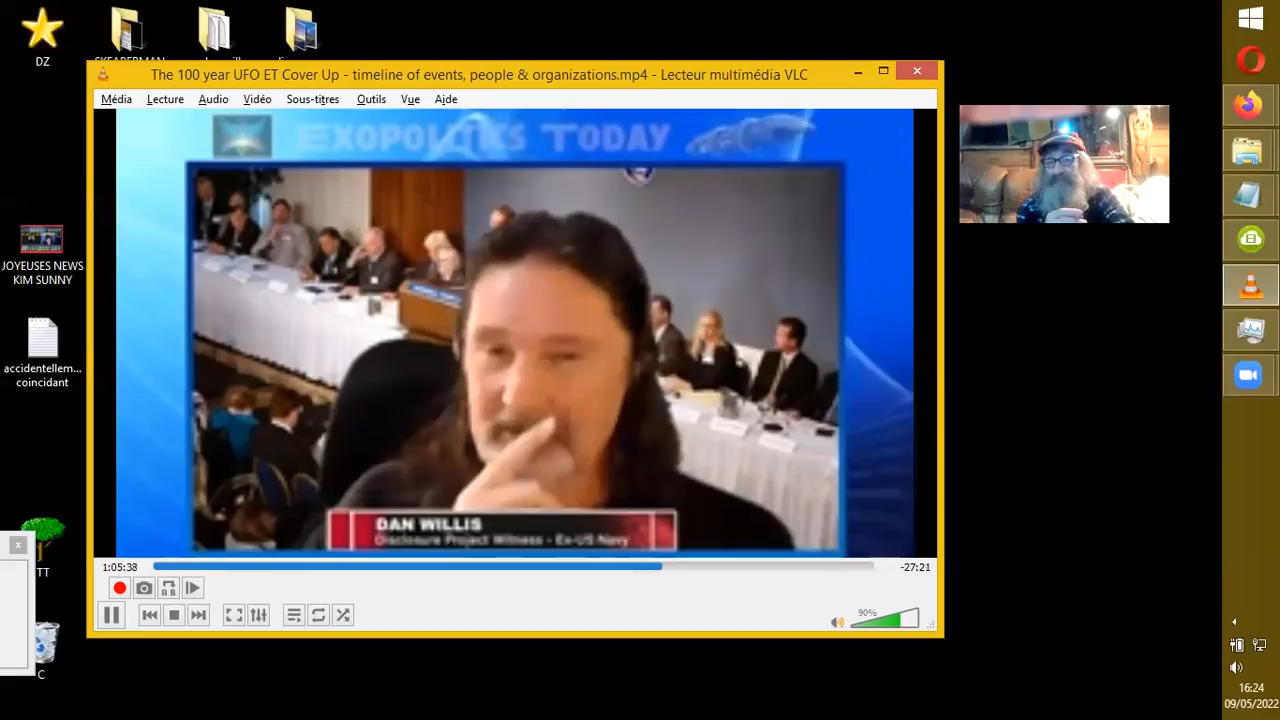 DZ
The 100 year UFO ET Cover Up - timeline of events, people & organizations.mp4 - Lecteur multimédia VLC
Média Lecture Audio Vidéo Sous-titres Outils Vue Aide
EXOPOLITIKS TODAY
JOYEUSES NEWS
KIM SUNNY
accidentellem...
coincidant
DAN WILLIS
Disclosure Project Witness - Ex-US Navy
TT
1:05:38
-27:21
90%
C
16:24
09/05/2022